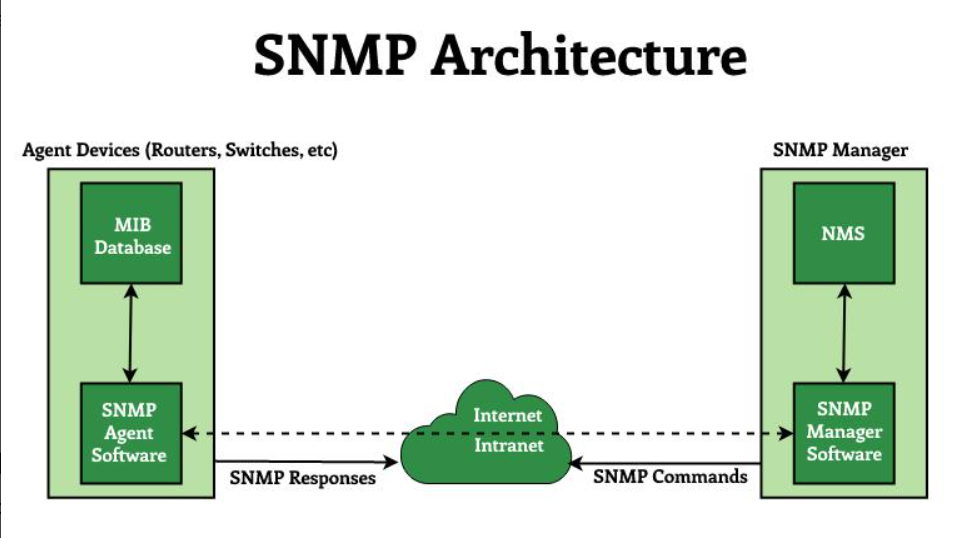 SNMP Architecture
Agent Devices (Routers, Switches, etc)
SNMP Manager
MIB
Database
NMS
SNMP
Agent
Software
Internet
Intranet
SNMP
Manager
Software
SNMP Responses
SNMP Commands